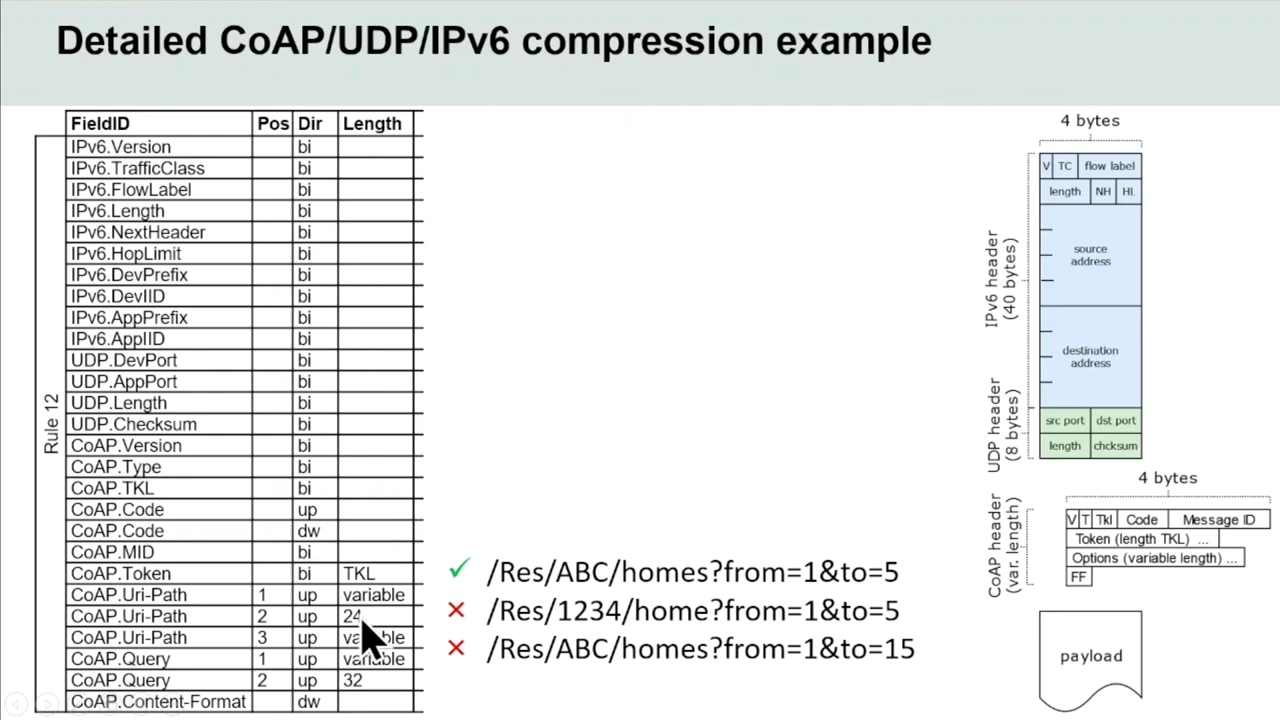 Detailed CoAP/UDP/IPv6 compression example
FieldID Pos Dir Length
Rule 12
IPv6.Version bi
IPv6.TrafficClass bi
IPv6.FlowLabel bi
IPv6.Length bi
IPv6.NextHeader bi
IPv6.HopLimit bi
IPv6.DevPrefix bi
IPv6.DevIID bi
IPv6.AppPrefix bi
IPv6.AppIID bi
UDP.DevPort bi
UDP.AppPort bi
UDP.Length bi
UDP.Checksum bi
CoAP.Version bi
CoAP.Type bi
CoAP.TKL bi
CoAP.Code up
CoAP.Code dw
CoAP.MID bi
CoAP.Token bi TKL
CoAP.Uri-Path 1 up variable
CoAP.Uri-Path 2 up 24
CoAP.Uri-Path 3 up variable
CoAP.Query 1 up variable
CoAP.Query 2 up 32
CoAP.Content-Format dw
✓ /Res/ABC/homes?from=1&to=5
✕ /Res/1234/home?from=1&to=5
✕ /Res/ABC/homes?from=1&to=15
4 bytes
IPv6 header
(40 bytes)
V TC flow label
length NH HL
source
address
destination
address
UDP header
(8 bytes)
src port dst port
length chcksum
4 bytes
CoAP header
(var. length)
V T Tkl Code Message ID
Token (length TKL) ...
Options (variable length) ...
FF
payload